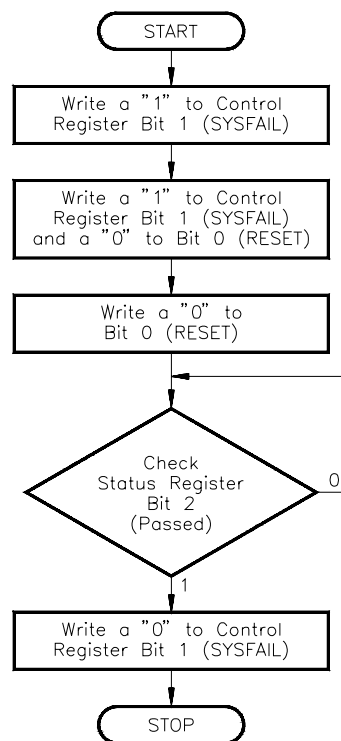 START
Write a "1" to Control
Register Bit 1 (SYSFAIL)
Write a "1" to Control
Register Bit 1 (SYSFAIL)
and a "0" to Bit 0 (RESET)
Write a "0" to
Bit 0 (RESET)
Check
Status Register
Bit 2
(Passed)
0
1
Write a "0" to Control
Register Bit 1 (SYSFAIL)
STOP